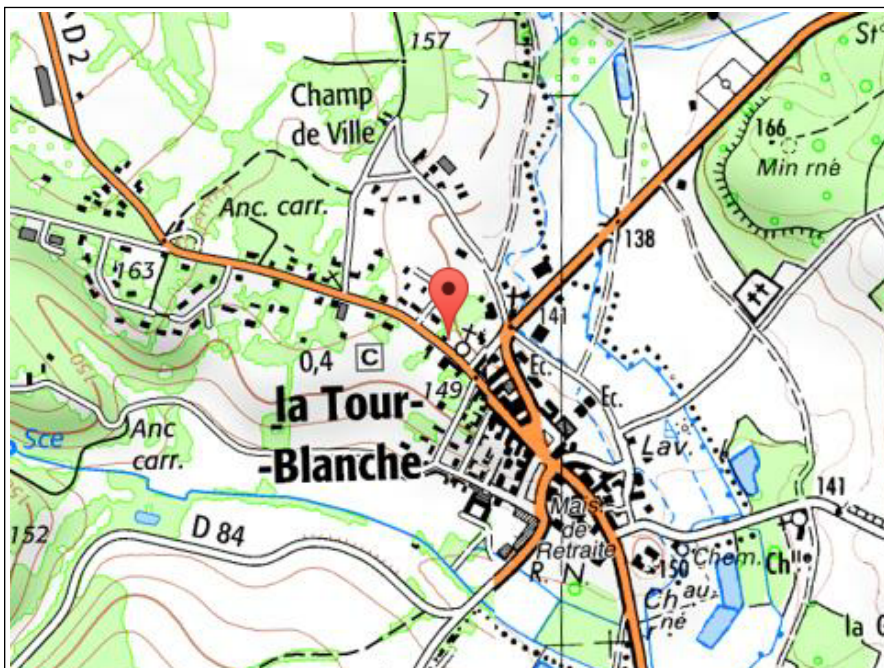 D 2
157
St
Champ
de Ville
166
Min rné
Anc. carr.
138
163
141
0,4
C
Ec.
149
Ec.
la Tour-
-Blanche
150
Sce
Anc
carr.
Lav.
141
152
D 84
Mais
de
Retraite
R. N.
150
Chem.
Ch
Chau
rné
la